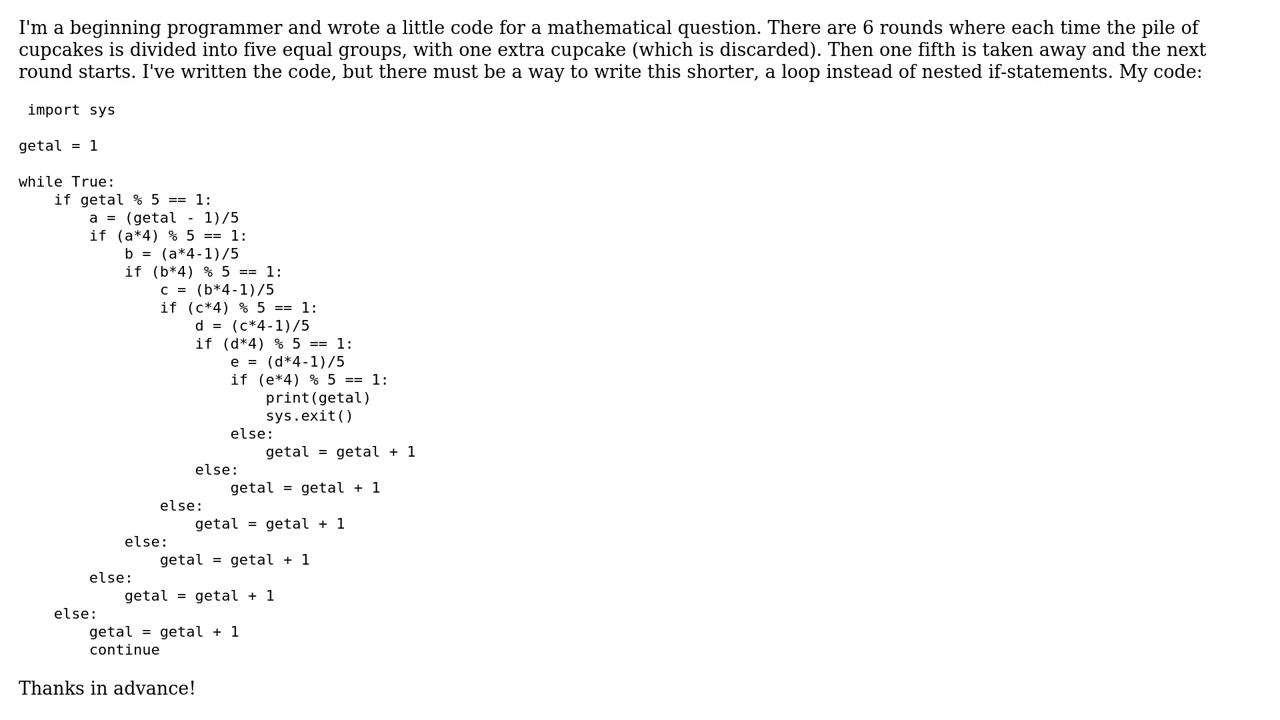 I'm a beginning programmer and wrote a little code for a mathematical question. There are 6 rounds where each time the pile of
cupcakes is divided into five equal groups, with one extra cupcake (which is discarded). Then one fifth is taken away and the next
round starts. I've written the code, but there must be a way to write this shorter, a loop instead of nested if-statements. My code:
 import sys

getal = 1

while True:
    if getal % 5 == 1:
        a = (getal - 1)/5
        if (a*4) % 5 == 1:
            b = (a*4-1)/5
            if (b*4) % 5 == 1:
                c = (b*4-1)/5
                if (c*4) % 5 == 1:
                    d = (c*4-1)/5
                    if (d*4) % 5 == 1:
                        e = (d*4-1)/5
                        if (e*4) % 5 == 1:
                            print(getal)
                            sys.exit()
                        else:
                            getal = getal + 1
                    else:
                        getal = getal + 1
                else:
                    getal = getal + 1
            else:
                getal = getal + 1
        else:
            getal = getal + 1
    else:
        getal = getal + 1
        continue
Thanks in advance!